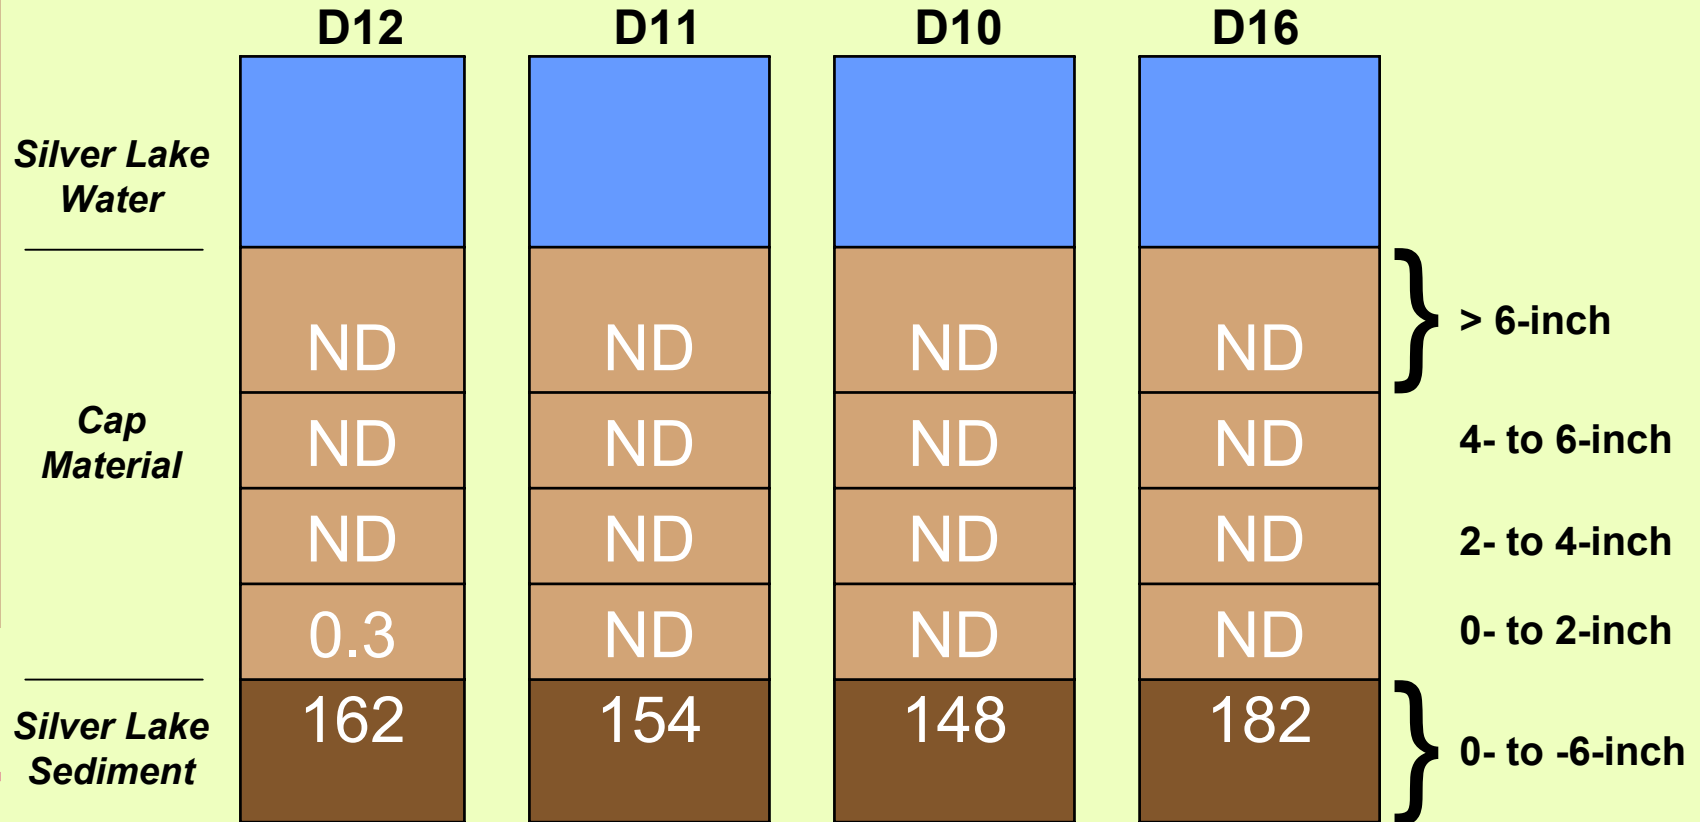 D12 D11 D10 D16
Silver Lake
Water
ND ND ND ND > 6-inch
Cap
Material
ND ND ND ND 4- to 6-inch
ND ND ND ND 2- to 4-inch
0.3 ND ND ND 0- to 2-inch
162 154 148 182
Silver Lake
Sediment
0- to -6-inch